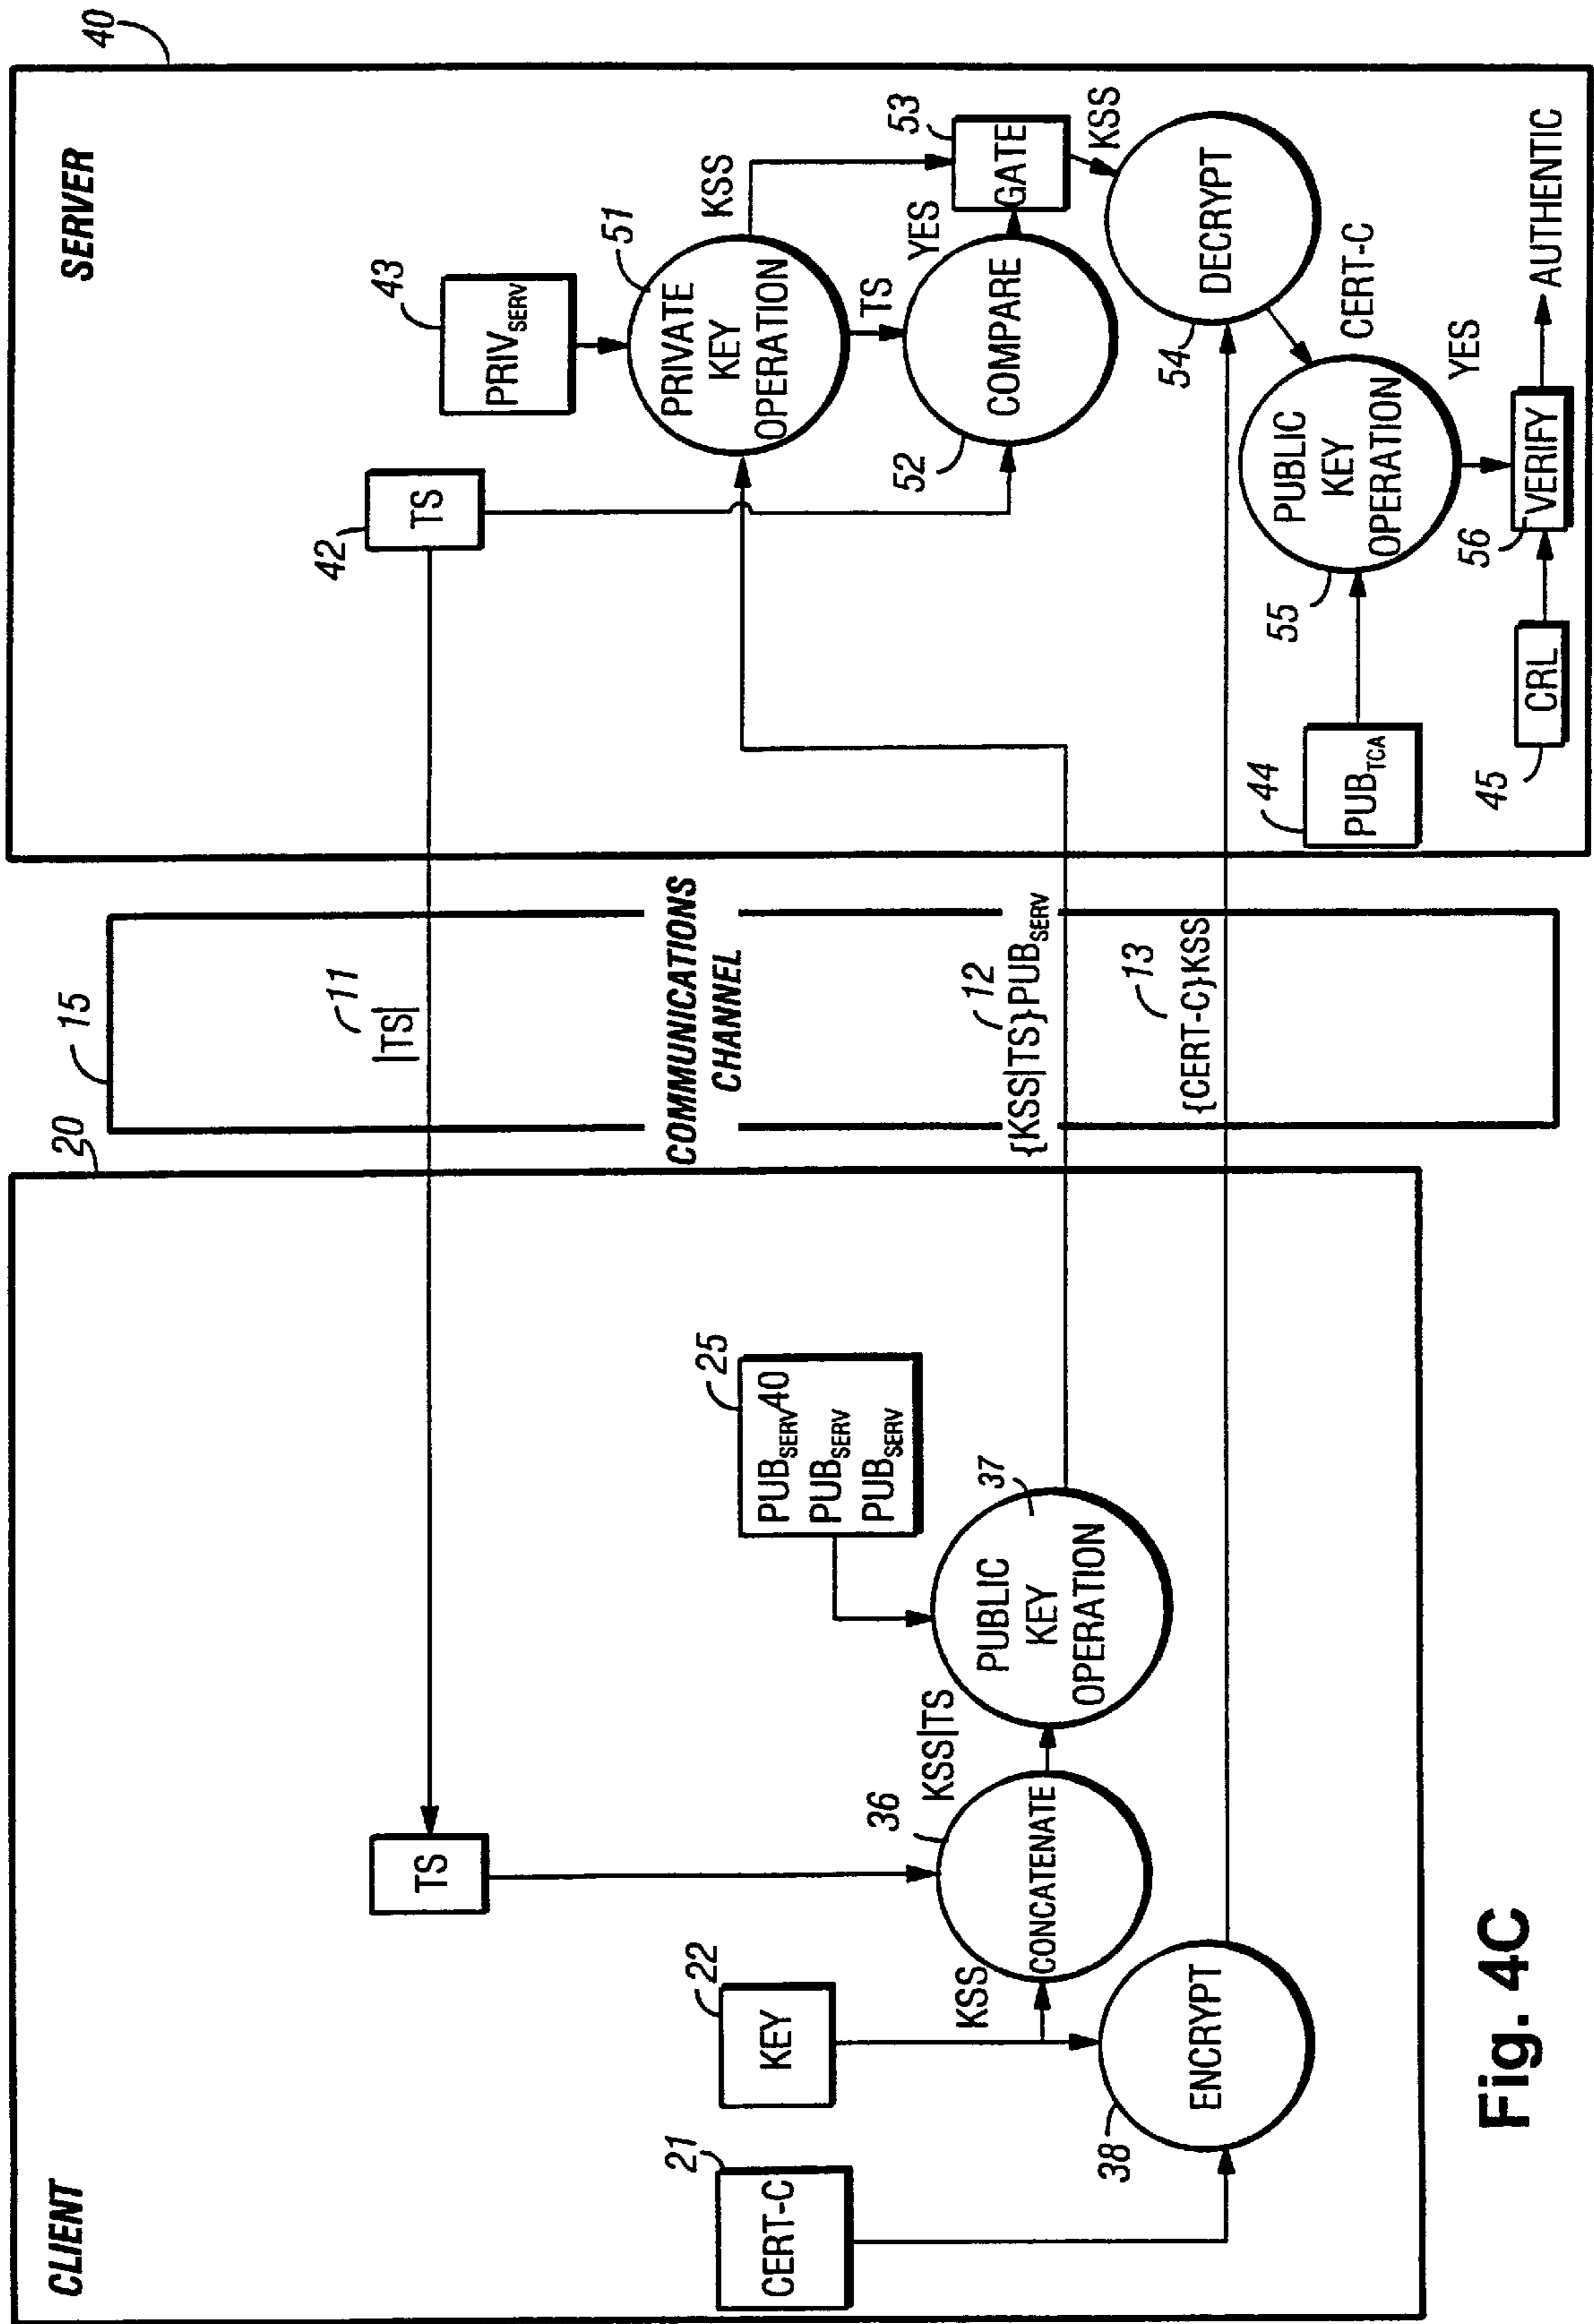 CLIENT
20
TS
CERT-C
21
KEY
22
KSS
36
CONCATENATE
KSS|TS
25
PUB SERV 40
PUB SERV
PUB SERV
37
PUBLIC
KEY
OPERATION
38
ENCRYPT
15
11
|TS|
COMMUNICATIONS
CHANNEL
12
{KSS|TS}PUB SERV
13
{CERT-C}KSS
SERVER
40
42
TS
43
PRIV SERV
51
PRIVATE
KEY
OPERATION
KSS
TS
52
COMPARE
YES
53
GATE
KSS
54
DECRYPT
CERT-C
44
PUB TCA
55
PUBLIC
KEY
OPERATION
YES
45
CRL
56
VERIFY
AUTHENTIC
Fig. 4C